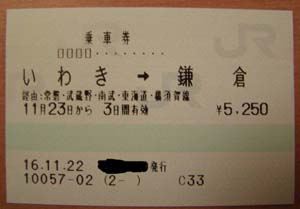 乗車券
□□□□・・・・・・・・
いわき → 鎌倉
経由:常磐・武蔵野・南武・東海道・横須賀線
11月23日から 3日間有効 ¥5,250
16.11.22 発行
10057-02 (2- ) C33